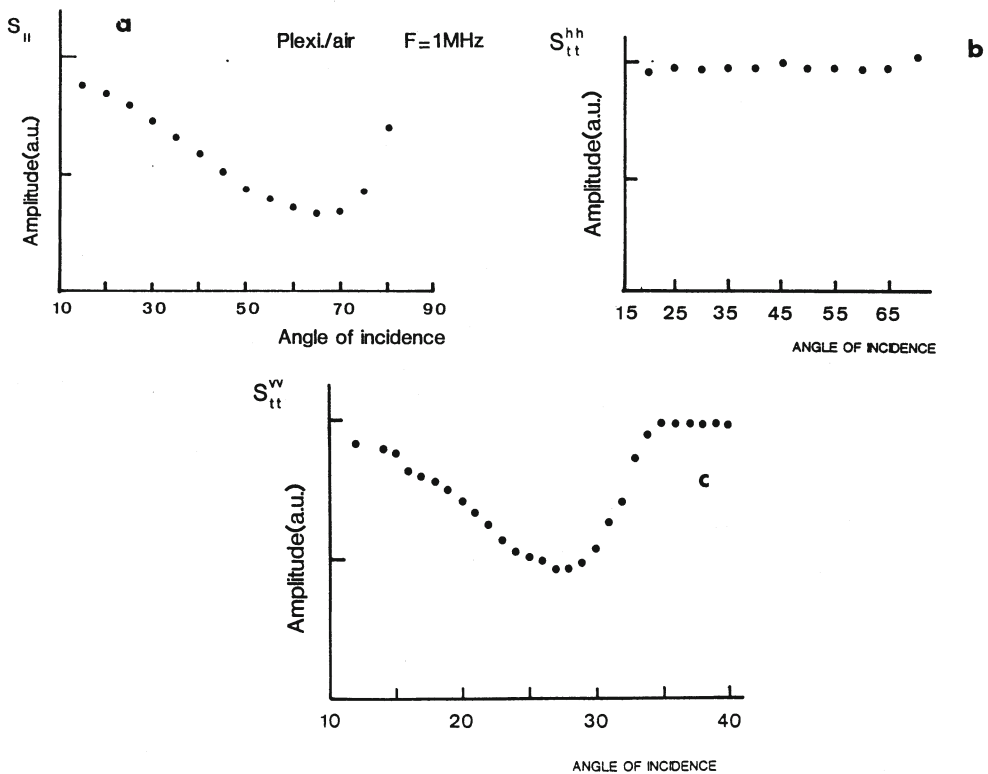 S_ll
a
Plexi./air F=1MHz
Amplitude(a.u.)
10 30 50 70 90
Angle of incidence
S_tt^hh
b
Amplitude(a.u.)
15 25 35 45 55 65
ANGLE OF INCIDENCE
S_tt^vv
c
Amplitude(a.u.)
10 20 30 40
ANGLE OF INCIDENCE